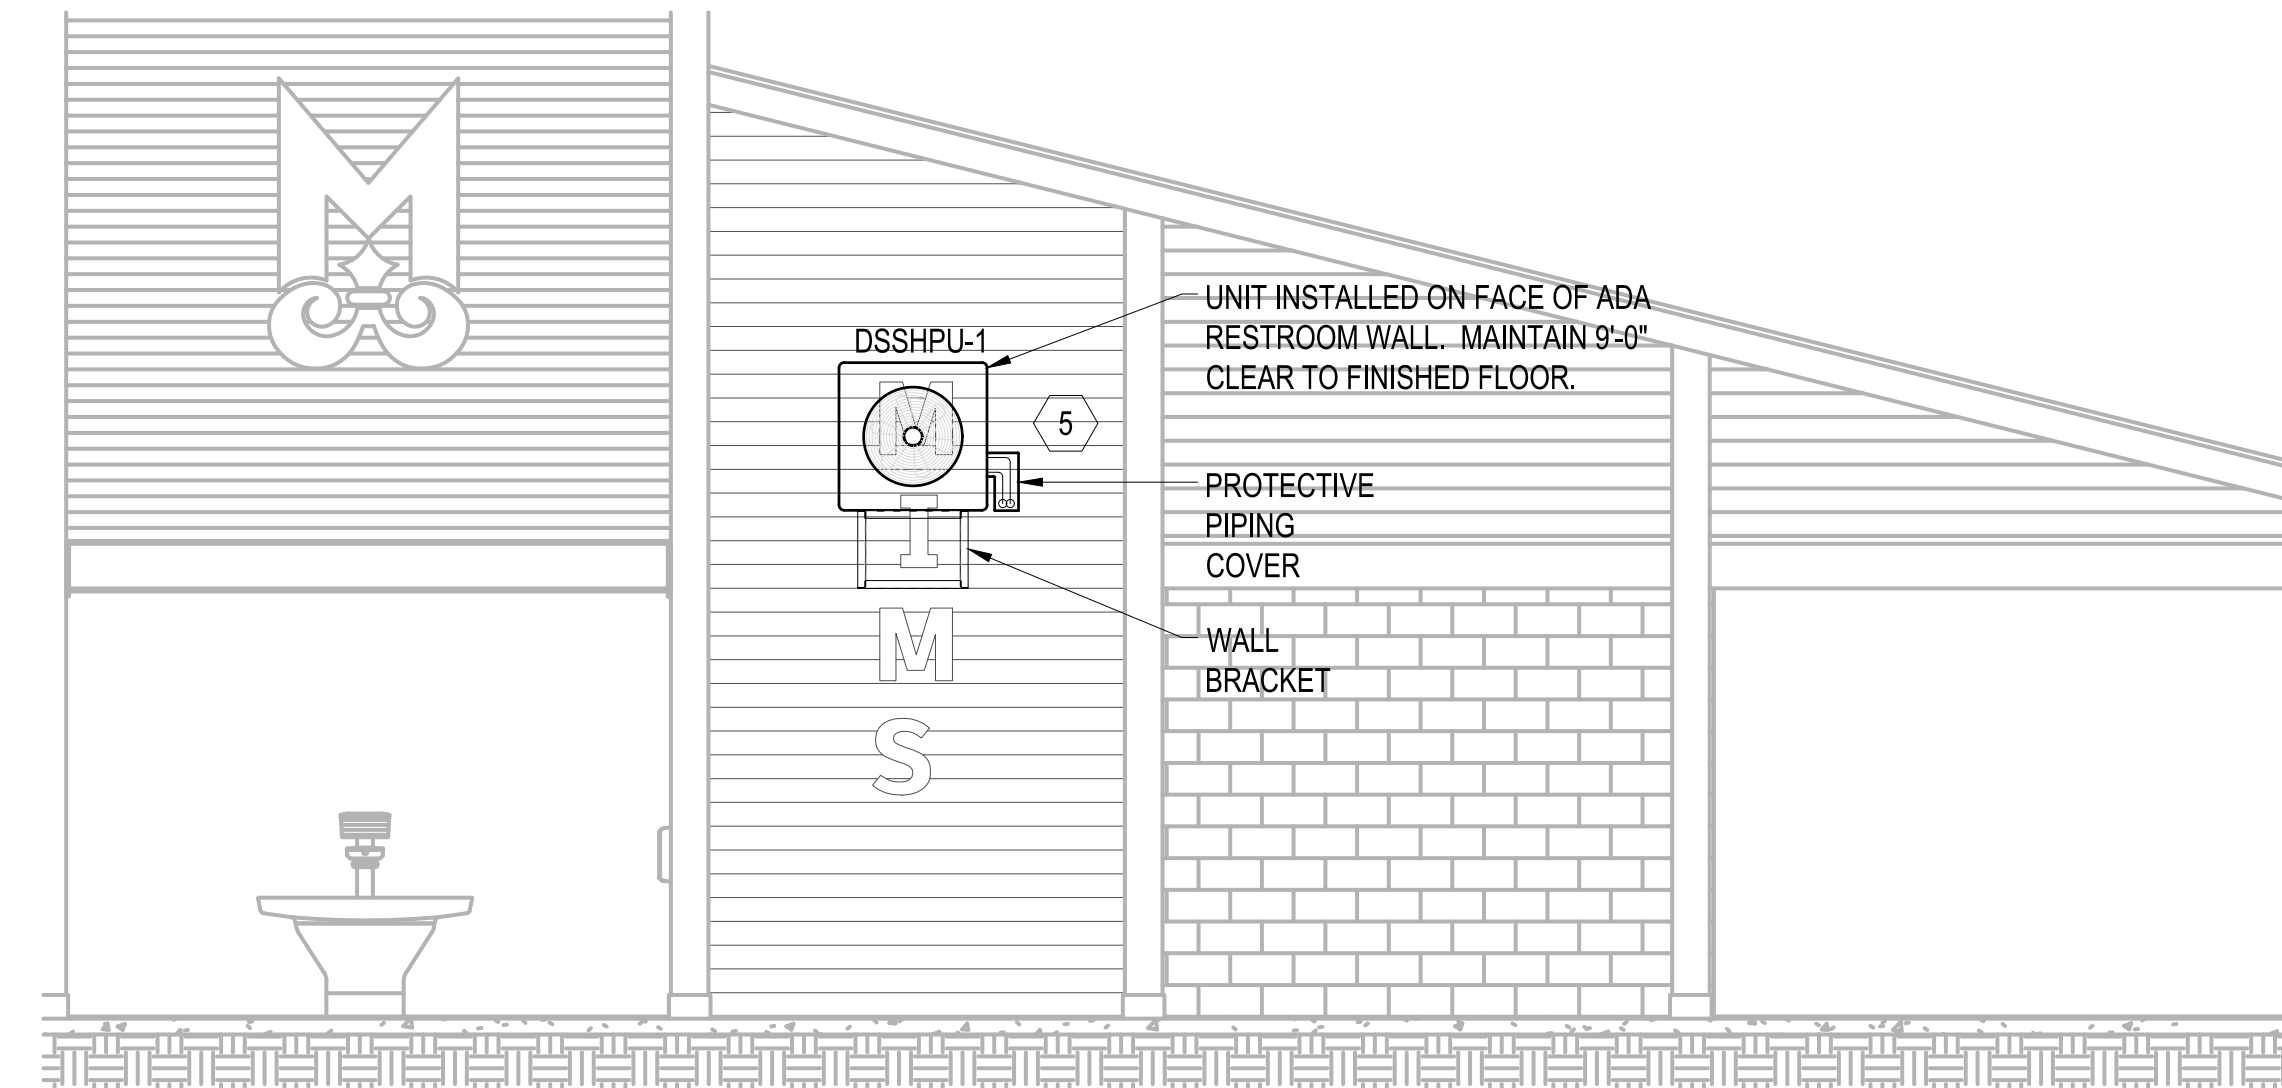 M
DSSHPU-1
UNIT INSTALLED ON FACE OF ADA
RESTROOM WALL.  MAINTAIN 9'-0"
CLEAR TO FINISHED FLOOR.
5
M
I
M
S
PROTECTIVE
PIPING
COVER
WALL
BRACKET